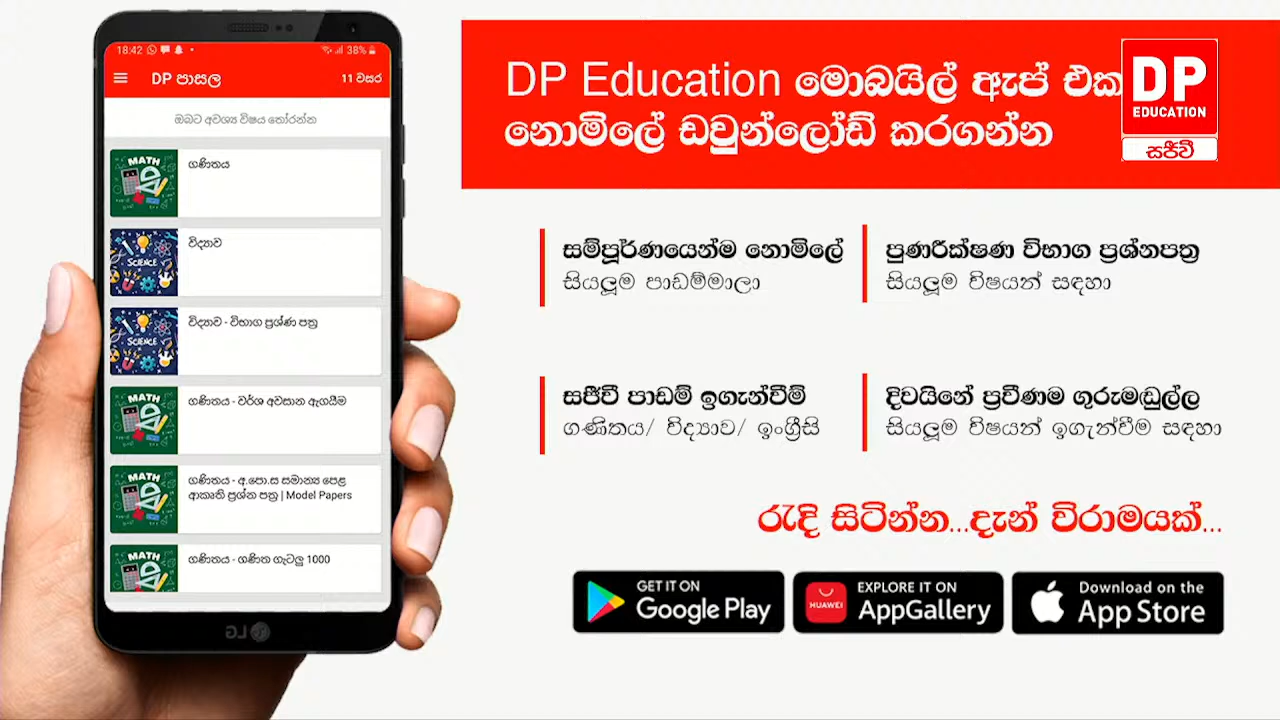 18:42
38%
DP පාසල
11 වසර
ඔබට අවශ්‍ය විෂය තෝරන්න
MATH
ගණිතය
SCIENCE
විද්‍යාව
SCIENCE
විද්‍යාව - විභාග ප්‍රශ්ණ පත්‍ර
MATH
ගණිතය - වර්ශ අවසාන ඇගයීම
MATH
ගණිතය - අ.පො.ස සමාන්‍ය පෙළ
ආකෘති ප්‍රශ්න පත්‍ර | Model Papers
MATH
ගණිතය - ගණිත ගැටලු 1000
LG
DP Education මොබයිල් ඇප් එක
නොමිලේ ඩවුන්ලෝඩ් කරගන්න
DP
EDUCATION
සජීවී
සම්පූර්ණයෙන්ම නොමිලේ
සියලූම පාඩම්මාලා
පුණරීක්ෂණ විභාග ප්‍රශ්නපත්‍ර
සියලූම විෂයන් සඳහා
සජීවී පාඩම් ඉගැන්වීම්
ගණිතය/ විද්‍යාව/ ඉංග්‍රීසි
දිවයිනේ ප්‍රවීණම ගුරුමඬුල්ල
සියලූම විෂයන් ඉගැන්වීම සඳහා
රැදි සිටින්න...දැන් විරාමයක්...
GET IT ON
Google Play
HUAWEI
EXPLORE IT ON
AppGallery
Download on the
App Store